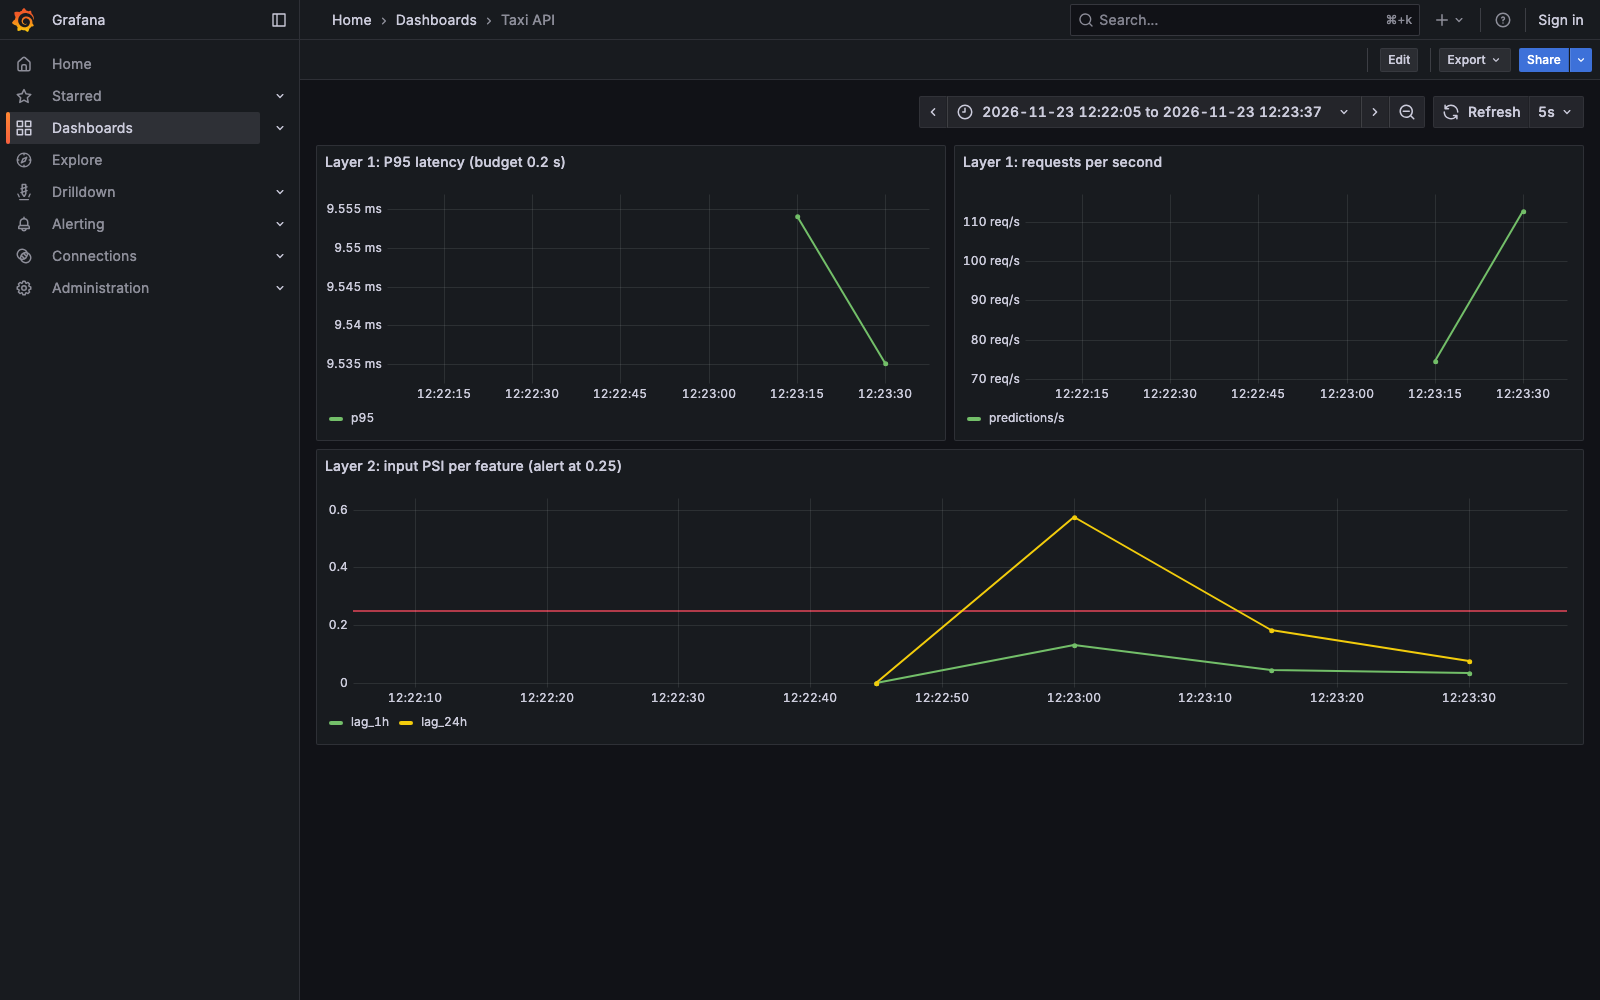 Grafana
Home › Dashboards › Taxi API
Search... ⌘+k
Sign in
Home
Starred
Dashboards
Explore
Drilldown
Alerting
Connections
Administration
Edit
Export
Share
2026-11-23 12:22:05 to 2026-11-23 12:23:37
Refresh 5s
Layer 1: P95 latency (budget 0.2 s)
9.555 ms
9.55 ms
9.545 ms
9.54 ms
9.535 ms
12:22:15 12:22:30 12:22:45 12:23:00 12:23:15 12:23:30
p95
Layer 1: requests per second
110 req/s
100 req/s
90 req/s
80 req/s
70 req/s
12:22:15 12:22:30 12:22:45 12:23:00 12:23:15 12:23:30
predictions/s
Layer 2: input PSI per feature (alert at 0.25)
0.6
0.4
0.2
0
12:22:10 12:22:20 12:22:30 12:22:40 12:22:50 12:23:00 12:23:10 12:23:20 12:23:30
lag_1h lag_24h